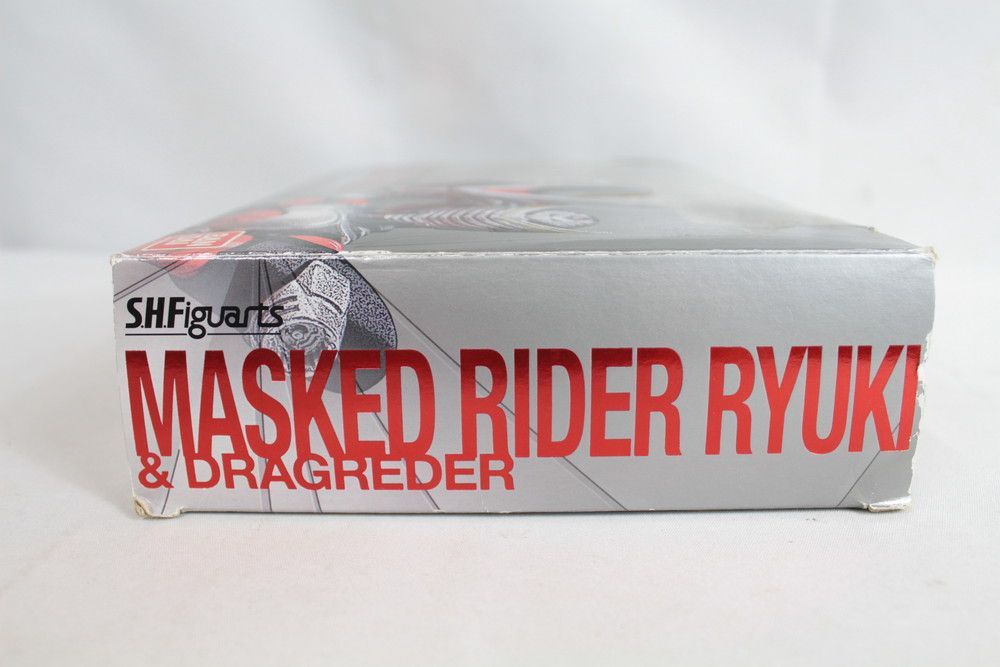 S.H.Figuarts
MASKED RIDER RYUKI
& DRAGREDER